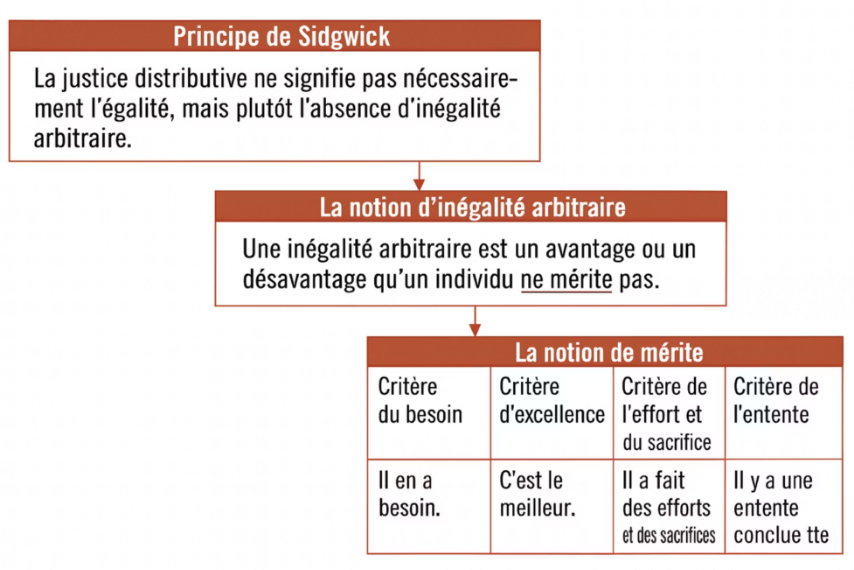 Principe de Sidgwick
La justice distributive ne signifie pas nécessaire-
ment l'égalité, mais plutôt l'absence d'inégalité
arbitraire.
La notion d'inégalité arbitraire
Une inégalité arbitraire est un avantage ou un
désavantage qu'un individu ne mérite pas.
La notion de mérite
Critère
du besoin
Critère
d'excellence
Critère de
l'effort et
du sacrifice
Critère de
l'entente
Il en a
besoin.
C'est le
meilleur.
Il a fait
des efforts
et des sacrifices
Il y a une
entente
conclue tte